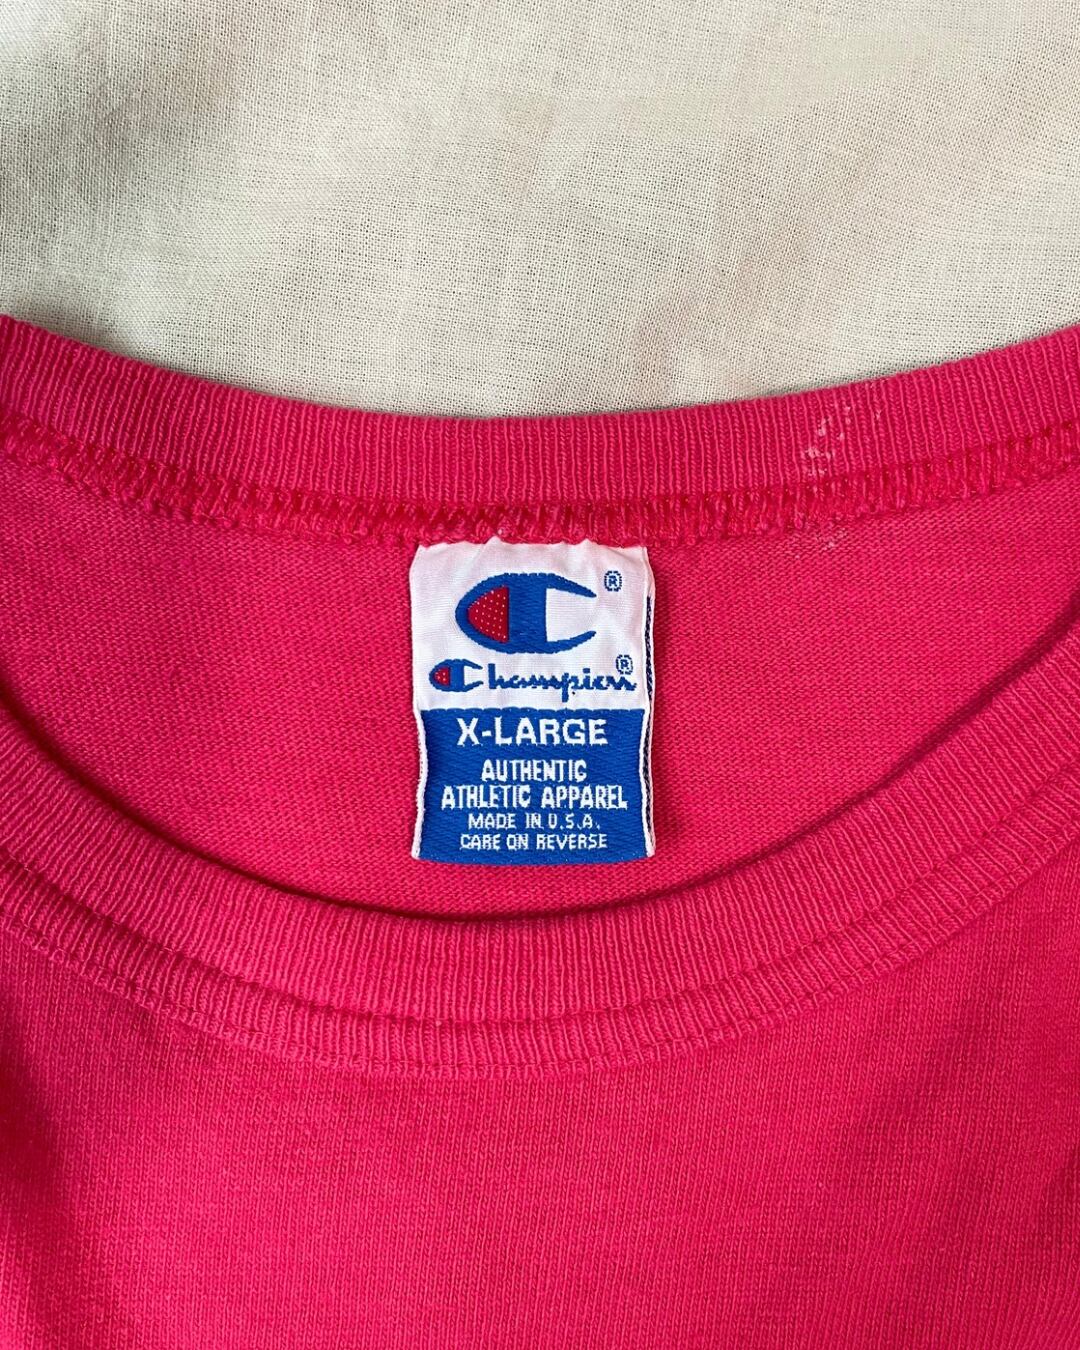 ®
Champion®
X-LARGE
AUTHENTIC
ATHLETIC APPAREL
MADE IN U.S.A.
CARE ON REVERSE